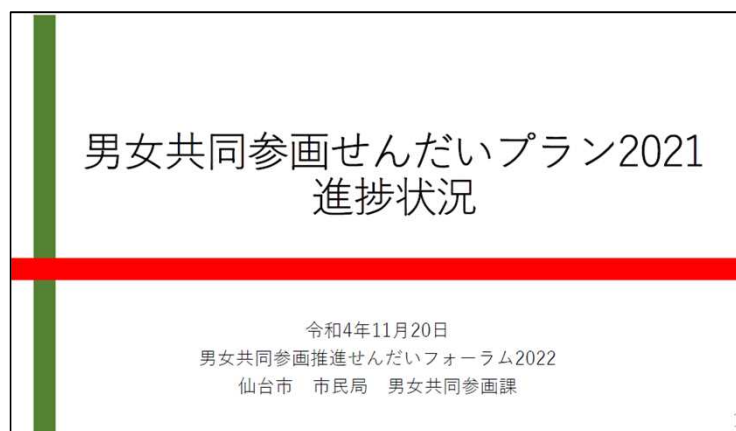 男女共同参画せんだいプラン2021
進捗状況
令和4年11月20日
男女共同参画推進せんだいフォーラム2022
仙台市　市民局　男女共同参画課